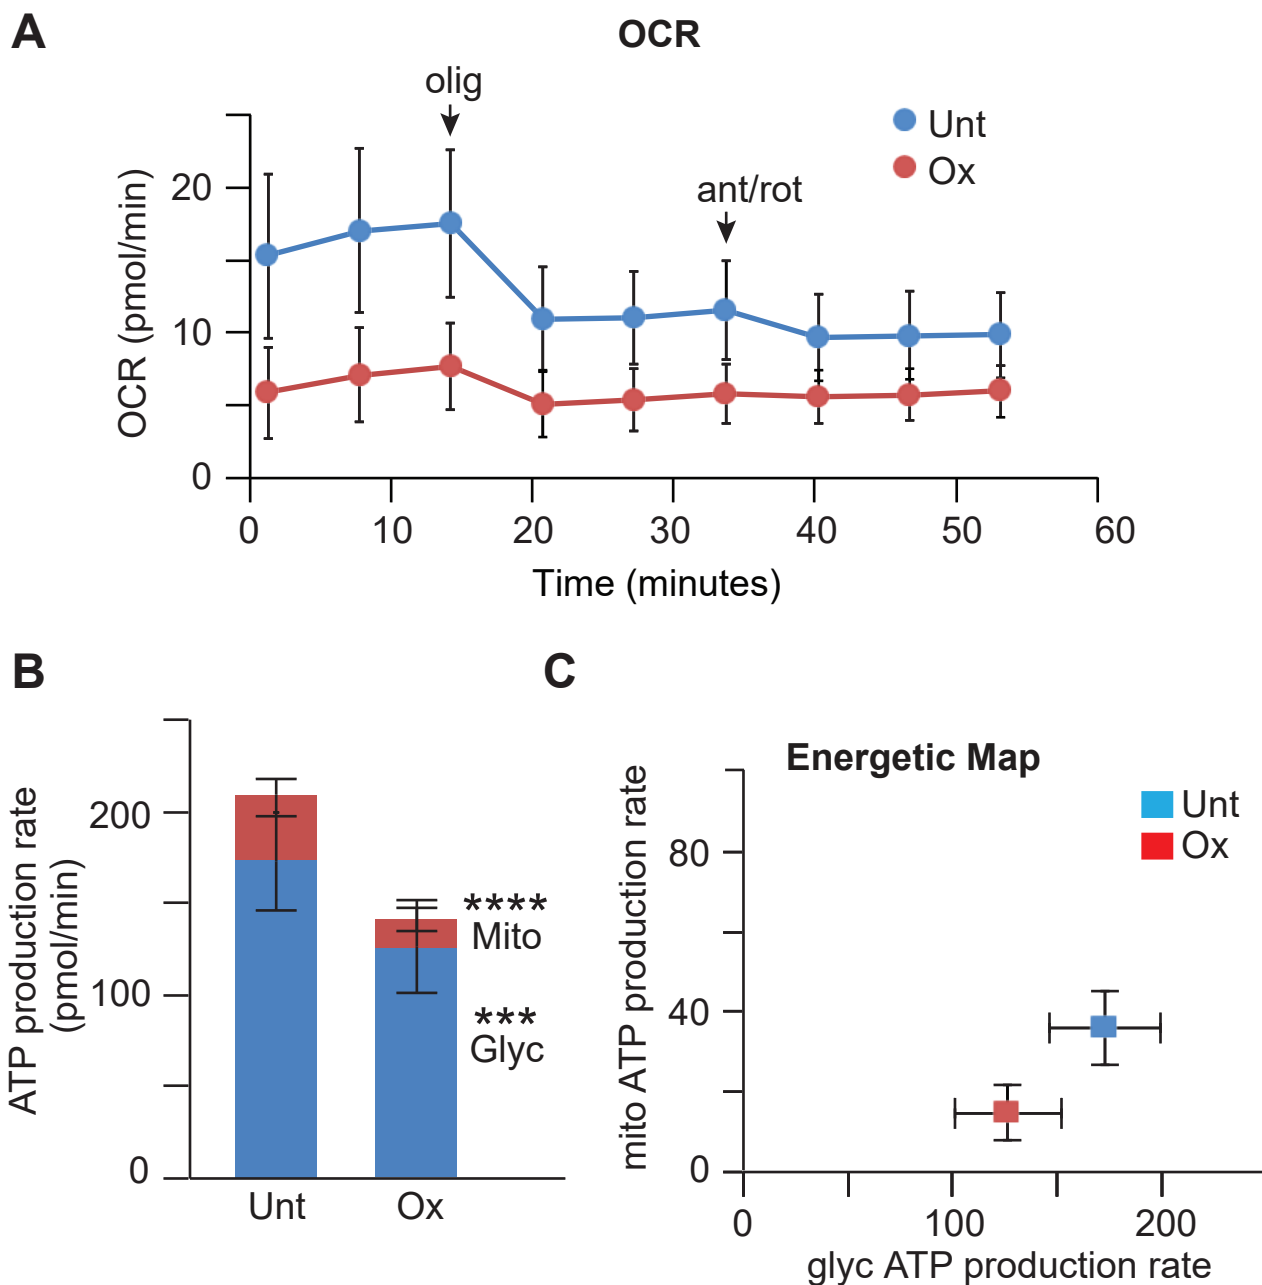 A
OCR
olig
Unt
Ox
ant/rot
OCR (pmol/min)
20
10
0
0 10 20 30 40 50 60
Time (minutes)
B
ATP production rate
(pmol/min)
200
100
0
****
Mito
***
Glyc
Unt Ox
C
Energetic Map
Unt
Ox
mito ATP production rate
80
40
0
0 100 200
glyc ATP production rate